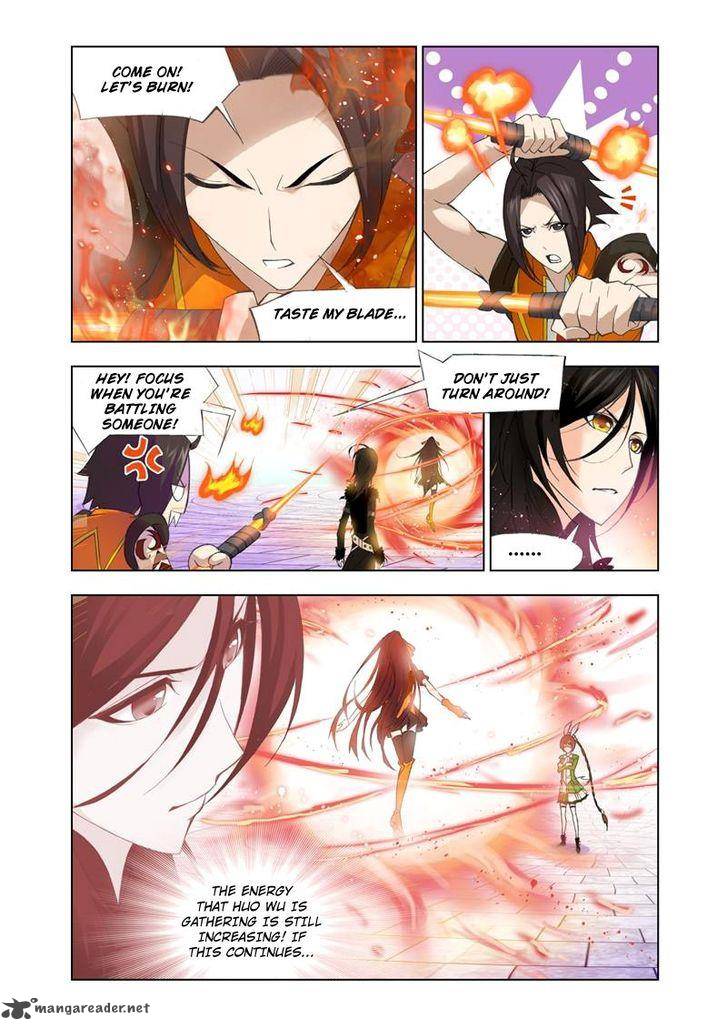 COME ON!
LET'S BURN!
TASTE MY BLADE...
HEY! FOCUS
WHEN YOU'RE
BATTLING
SOMEONE!
DON'T JUST
TURN AROUND!
......
THE ENERGY
THAT HUO WU IS
GATHERING IS STILL
INCREASING! IF
THIS CONTINUES...
mangareader.net